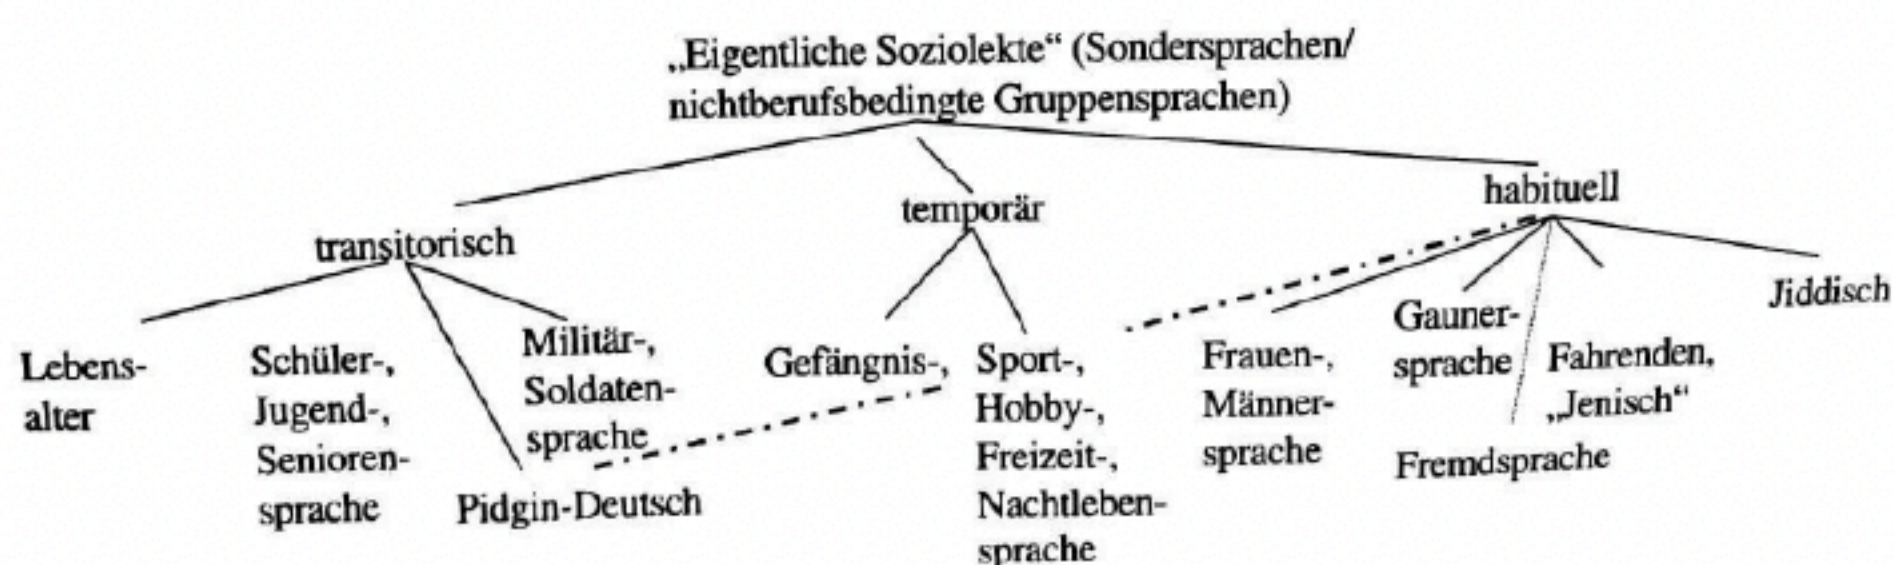 „Eigentliche Soziolekte“ (Sondersprachen/
nichtberufsbedingte Gruppensprachen)
transitorisch
temporär
habituell
Lebens-
alter
Schüler-,
Jugend-,
Senioren-
sprache
Militär-,
Soldaten-
sprache
Pidgin-Deutsch
Gefängnis-,
Sport-,
Hobby-,
Freizeit-,
Nachtleben-
sprache
Frauen-,
Männer-
sprache
Gauner-
sprache
Fremdsprache
Fahrenden,
„Jenisch“
Jiddisch